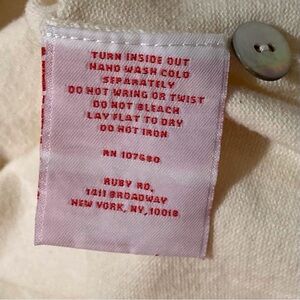 TURN INSIDE OUT
HAND WASH COLD
SEPARATELY
DO NOT WRING OR TWIST
DO NOT BLEACH
LAY FLAT TO DRY
DO NOT IRON
RN 107680
RUBY RD.
1411 BROADWAY
NEW YORK, NY, 10018